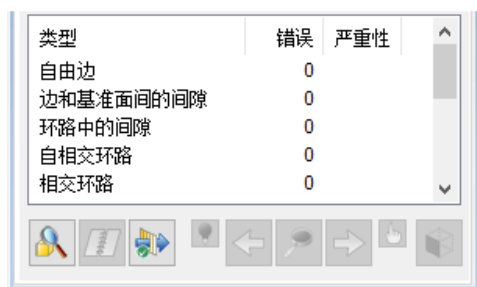 类型 错误 严重性
自由边 0
边和基准面间的间隙 0
环路中的间隙 0
自相交环路 0
相交环路 0